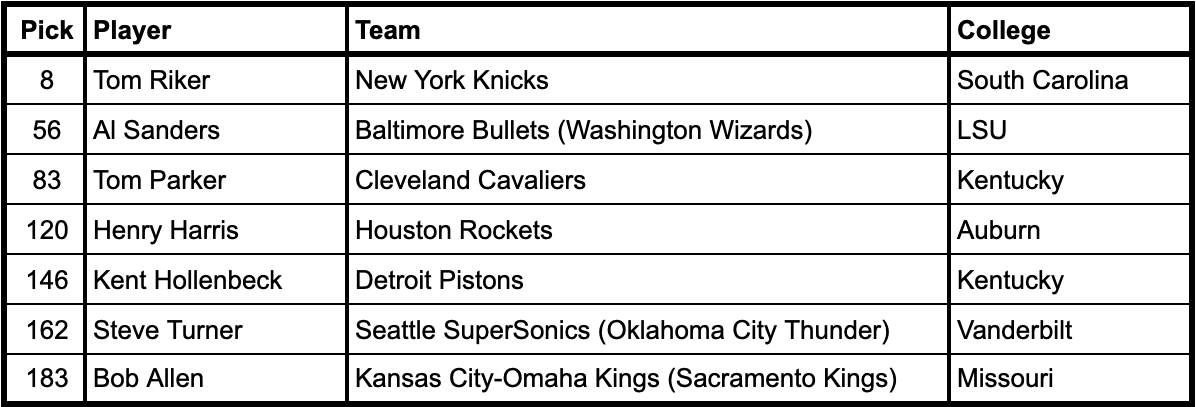 Pick Player Team College
8 Tom Riker New York Knicks South Carolina
56 Al Sanders Baltimore Bullets (Washington Wizards) LSU
83 Tom Parker Cleveland Cavaliers Kentucky
120 Henry Harris Houston Rockets Auburn
146 Kent Hollenbeck Detroit Pistons Kentucky
162 Steve Turner Seattle SuperSonics (Oklahoma City Thunder) Vanderbilt
183 Bob Allen Kansas City-Omaha Kings (Sacramento Kings) Missouri